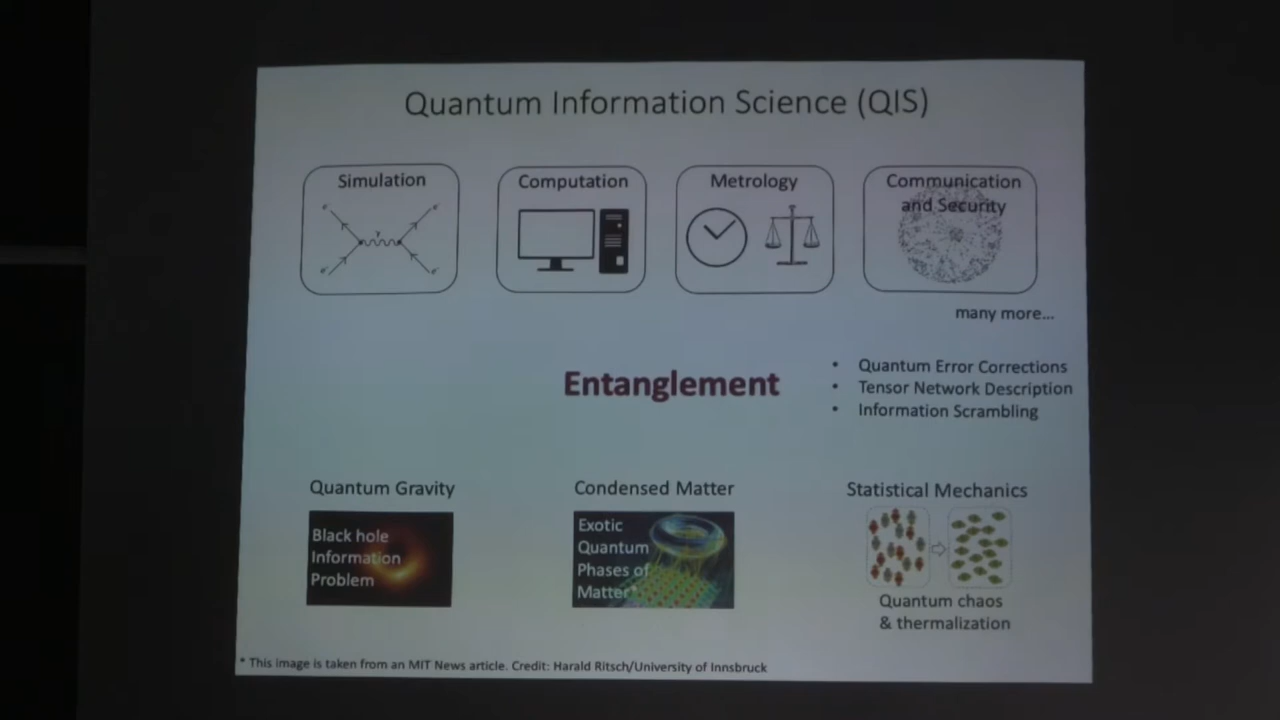 Quantum Information Science (QIS)
Simulation
Computation
Metrology
Communication
and Security
many more...
Entanglement
• Quantum Error Corrections
• Tensor Network Description
• Information Scrambling
Quantum Gravity
Black hole
Information
Problem
Condensed Matter
Exotic
Quantum
Phases of
Matter*
Statistical Mechanics
Quantum chaos
& thermalization
* This image is taken from an MIT News article. Credit: Harald Ritsch/University of Innsbruck